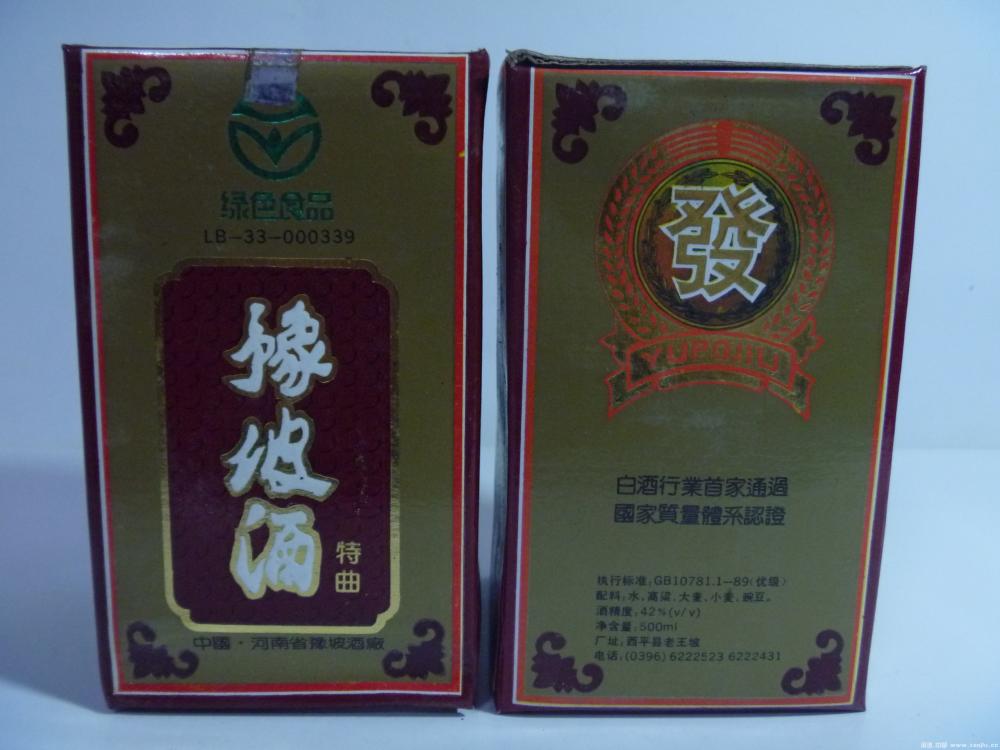 绿色食品
LB-33-000339
豫坡酒
特曲
中國·河南省豫坡酒廠
發
YUPOJIU
白酒行業首家通過
國家質量體系認證
执行标准:GB10781.1-89(优级)
配料:水、高粱、大麦、小麦、豌豆。
酒精度:42%(v/v)
净含量:500ml
厂址:西平县老王坡
电话:(0396) 6222523 6222431